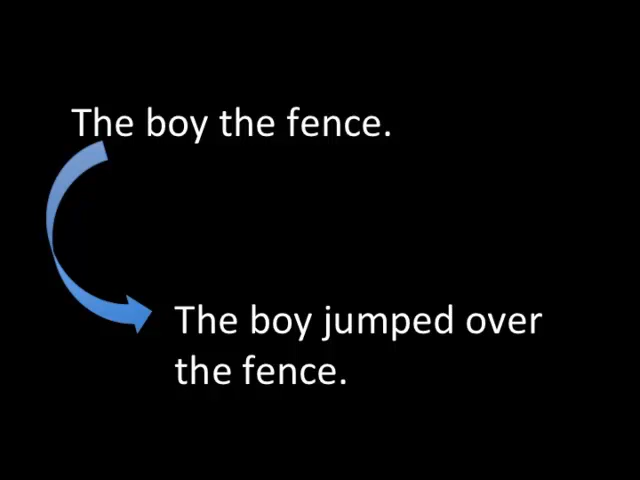 The boy the fence.
The boy jumped over
the fence.